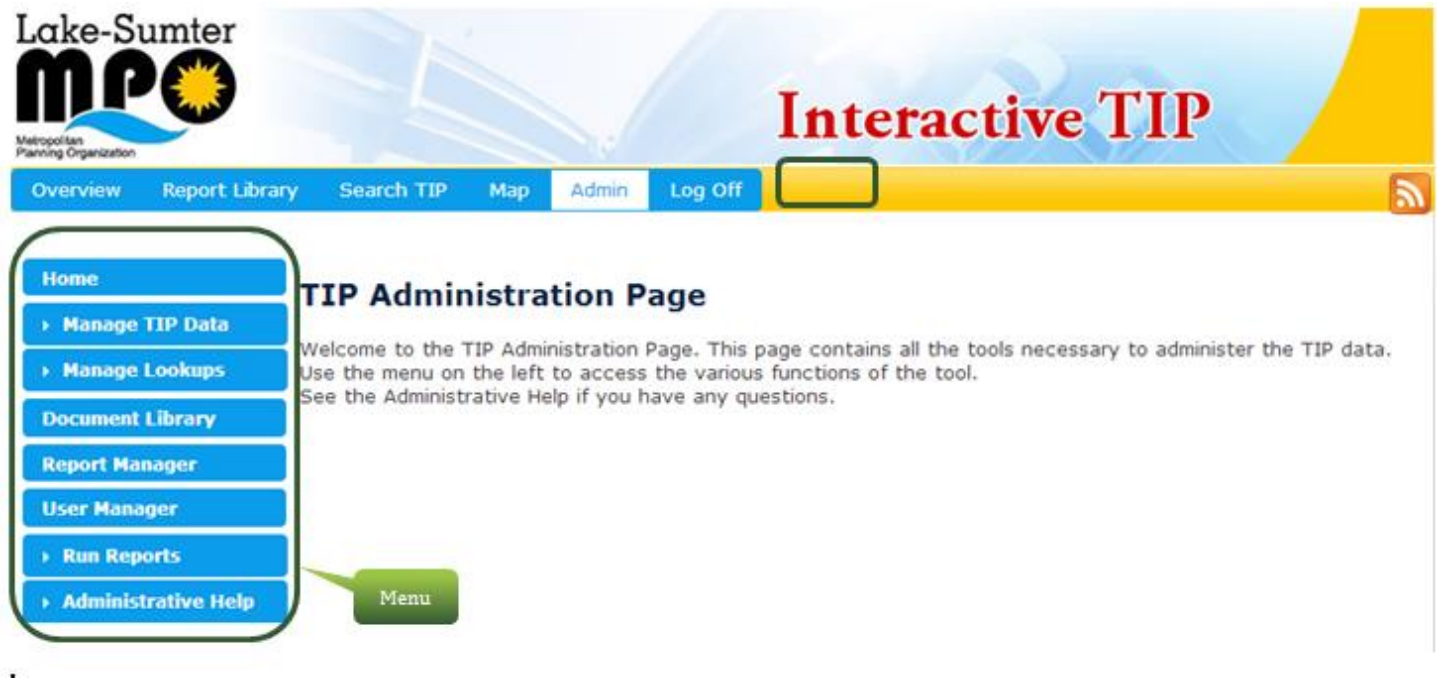 Lake-Sumter
MPO
Metropolitan
Planning Organization
Interactive TIP
Overview Report Library Search TIP Map Admin Log Off
Home
Manage TIP Data
Manage Lookups
Document Library
Report Manager
User Manager
Run Reports
Administrative Help
TIP Administration Page
Welcome to the TIP Administration Page. This page contains all the tools necessary to administer the TIP data.
Use the menu on the left to access the various functions of the tool.
See the Administrative Help if you have any questions.
Menu